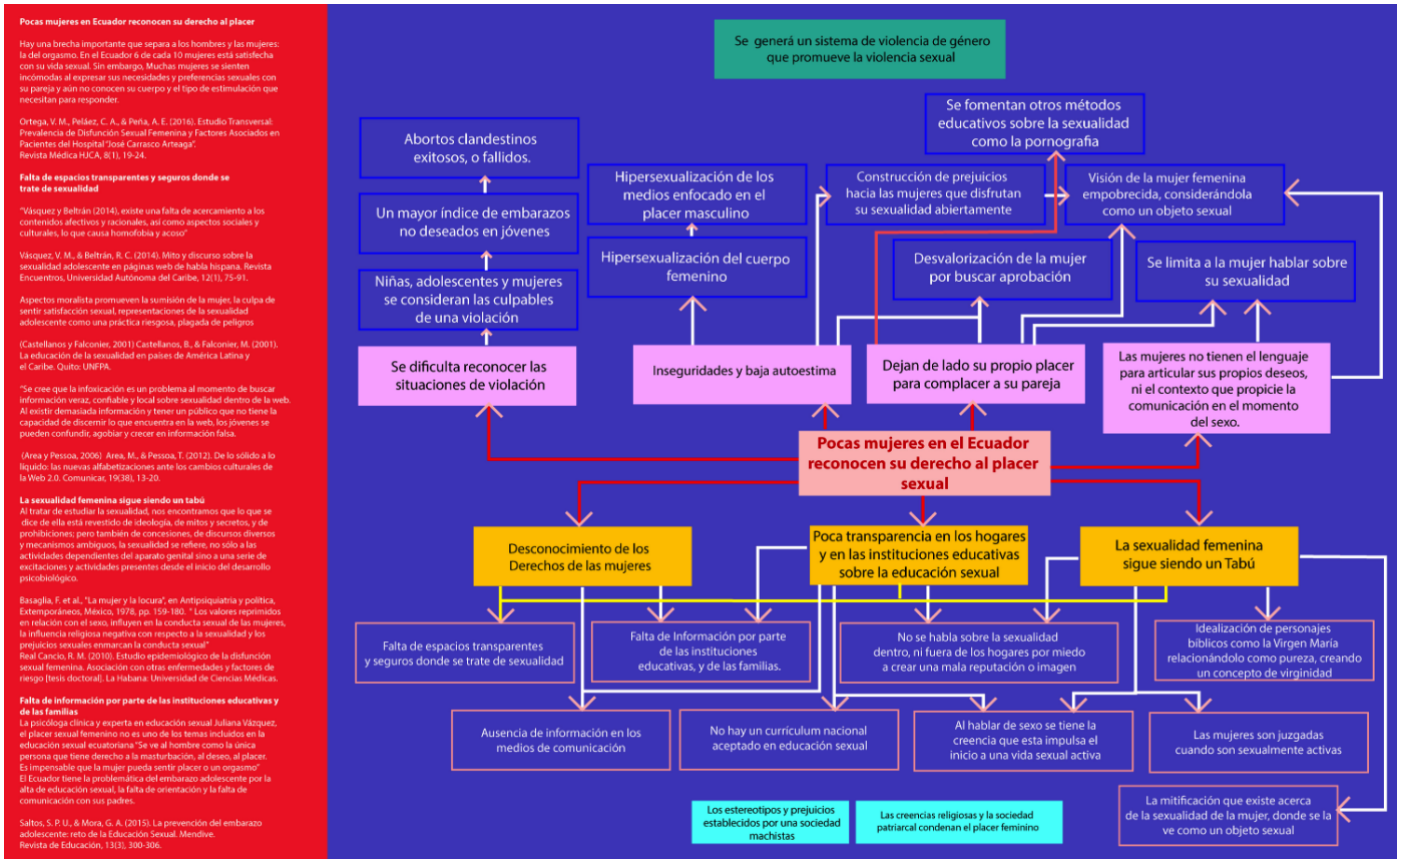 Pocas mujeres en Ecuador reconocen su derecho al placer
Hay una brecha importante que separa a los hombres y las mujeres:
la del orgasmo. En el Ecuador 6 de cada 10 mujeres está satisfecha
con su vida sexual. Sin embargo, Muchas mujeres se sienten
incómodas al expresar sus necesidades y preferencias sexuales con
su pareja y aún no conocen su cuerpo y el tipo de estimulación que
necesitan para responder.
Ortega, V. M., Peláez, C. A., & Peña, A. E. (2016). Estudio Transversal:
Prevalencia de Disfunción Sexual Femenina y Factores Asociados en
Pacientes del Hospital "José Carrasco Arteaga".
Revista Médica HJCA, 8(1), 19-24.
Falta de espacios transparentes y seguros donde se
trate de sexualidad
"Vásquez y Beltrán (2014), existe una falta de acercamiento a los
contenidos afectivos y racionales, así como aspectos sociales y
culturales, lo que causa homofobia y acoso"
Vásquez, V. M., & Beltrán, R. C. (2014). Mito y discurso sobre la
sexualidad adolescente en páginas web de habla hispana. Revista
Encuentros, Universidad Autónoma del Caribe, 12(1), 75-91.
Aspectos moralista promueven la sumisión de la mujer, la culpa de
sentir satisfacción sexual, representaciones de la sexualidad
adolescente como una práctica riesgosa, plagada de peligros
(Castellanos y Falconier, 2001) Castellanos, B., & Falconier, M. (2001).
La educación de la sexualidad en países de América Latina y
el Caribe. Quito: UNFPA.
"Se cree que la infoxicación es un problema al momento de buscar
información veraz, confiable y local sobre sexualidad dentro de la web.
Al existir demasiada información y tener un público que no tiene la
capacidad de discernir lo que encuentra en la web, los jóvenes se
pueden confundir, agobiar y crecer en información falsa.
(Area y Pessoa, 2006) Area, M., & Pessoa, T. (2012). De lo sólido a lo
líquido: las nuevas alfabetizaciones ante los cambios culturales de
la Web 2.0. Comunicar, 19(38), 13-20.
La sexualidad femenina sigue siendo un tabú
Al tratar de estudiar la sexualidad, nos encontramos que lo que se
dice de ella está revestido de ideología, de mitos y secretos, y de
prohibiciones; pero también de concesiones, de discursos diversos
y mecanismos ambiguos, la sexualidad se refiere, no sólo a las
actividades dependientes del aparato genital sino a una serie de
excitaciones y actividades presentes desde el inicio del desarrollo
psicobiológico.
Basaglia, F. et al., "La mujer y la locura", en Antipsiquiatria y política,
Extemporáneos, México, 1978, pp. 159-180. " Los valores reprimidos
en relación con el sexo, influyen en la conducta sexual de las mujeres,
la influencia religiosa negativa con respecto a la sexualidad y los
prejuicios sexuales enmarcan la conducta sexual"
Real Cancio, R. M. (2010). Estudio epidemiológico de la disfunción
sexual femenina. Asociación con otras enfermedades y factores de
riesgo [tesis doctoral]. La Habana: Universidad de Ciencias Médicas.
Falta de información por parte de las instituciones educativas y
de las familias
La psicóloga clínica y experta en educación sexual Juliana Vázquez,
el placer sexual femenino no es uno de los temas incluidos en la
educación sexual ecuatoriana "Se ve al hombre como la única
persona que tiene derecho a la masturbación, al deseo, al placer.
Es impensable que la mujer pueda sentir placer o un orgasmo"
El Ecuador tiene la problemática del embarazo adolescente por la
alta de educación sexual, la falta de orientación y la falta de
comunicación con sus padres.
Saltos, S. P. U., & Mora, G. A. (2015). La prevención del embarazo
adolescente: reto de la Educación Sexual. Mendive.
Revista de Educación, 13(3), 300-306.
Se generá un sistema de violencia de género
que promueve la violencia sexual
Se fomentan otros métodos
educativos sobre la sexualidad
como la pornografia
Abortos clandestinos
exitosos, o fallidos.
Hipersexualización de los
medios enfocado en el
placer masculino
Construcción de prejuicios
hacia las mujeres que disfrutan
su sexualidad abiertamente
Visión de la mujer femenina
empobrecida, considerándola
como un objeto sexual
Un mayor índice de embarazos
no deseados en jóvenes
Hipersexualización del cuerpo
femenino
Desvalorización de la mujer
por buscar aprobación
Se limita a la mujer hablar sobre
su sexualidad
Niñas, adolescentes y mujeres
se consideran las culpables
de una violación
Se dificulta reconocer las
situaciones de violación
Inseguridades y baja autoestima
Dejan de lado su propio placer
para complacer a su pareja
Las mujeres no tienen el lenguaje
para articular sus propios deseos,
ni el contexto que propicie la
comunicación en el momento
del sexo.
Pocas mujeres en el Ecuador
reconocen su derecho al placer
sexual
Desconocimiento de los
Derechos de las mujeres
Poca transparencia en los hogares
y en las instituciones educativas
sobre la educación sexual
La sexualidad femenina
sigue siendo un Tabú
Falta de espacios transparentes
y seguros donde se trate de sexualidad
Falta de Información por parte
de las instituciones
educativas, y de las familias.
No se habla sobre la sexualidad
dentro, ni fuera de los hogares por miedo
a crear una mala reputación o imagen
Idealización de personajes
bíblicos como la Virgen María
relacionándolo como pureza, creando
un concepto de virginidad
Ausencia de información en los
medios de comunicación
No hay un currículum nacional
aceptado en educación sexual
Al hablar de sexo se tiene la
creencia que esta impulsa el
inicio a una vida sexual activa
Las mujeres son juzgadas
cuando son sexualmente activas
La mitificación que existe acerca
de la sexualidad de la mujer, donde se la
ve como un objeto sexual
Los estereotipos y prejuicios
establecidos por una sociedad
machistas
Las creencias religiosas y la sociedad
patriarcal condenan el placer feminino